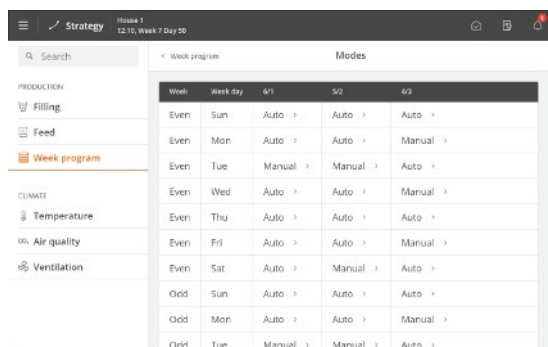 Strategy
House 1
12:10, Week 7 Day 50
Search
PRODUCTION
Filling
Feed
Week program
CLIMATE
Temperature
Air quality
Ventilation
< Week program
Modes
Week Week day 6/1 5/2 4/3
Even Sun Auto > Auto > Auto >
Even Mon Auto > Auto > Manual >
Even Tue Manual > Manual > Auto >
Even Wed Auto > Auto > Manual >
Even Thu Auto > Auto > Auto >
Even Fri Auto > Auto > Manual >
Even Sat Auto > Manual > Auto >
Odd Sun Auto > Auto > Auto >
Odd Mon Auto > Auto > Manual >
Odd Tue Manual > Manual > Auto >